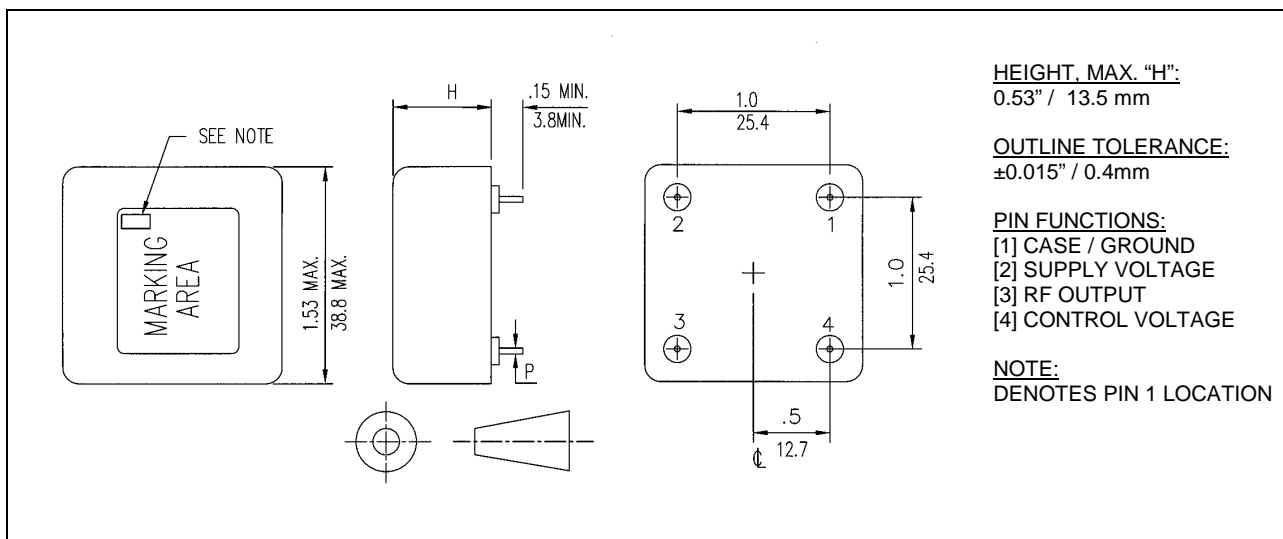 SEE NOTE
MARKING
AREA
1.53 MAX.
38.8 MAX.
H
.15 MIN.
3.8MIN.
P
1.0
25.4
2
1
3
4
1.0
25.4
.5
12.7
℄
HEIGHT, MAX. “H”:
0.53” / 13.5 mm
OUTLINE TOLERANCE:
±0.015” / 0.4mm
PIN FUNCTIONS:
[1] CASE / GROUND
[2] SUPPLY VOLTAGE
[3] RF OUTPUT
[4] CONTROL VOLTAGE
NOTE:
DENOTES PIN 1 LOCATION